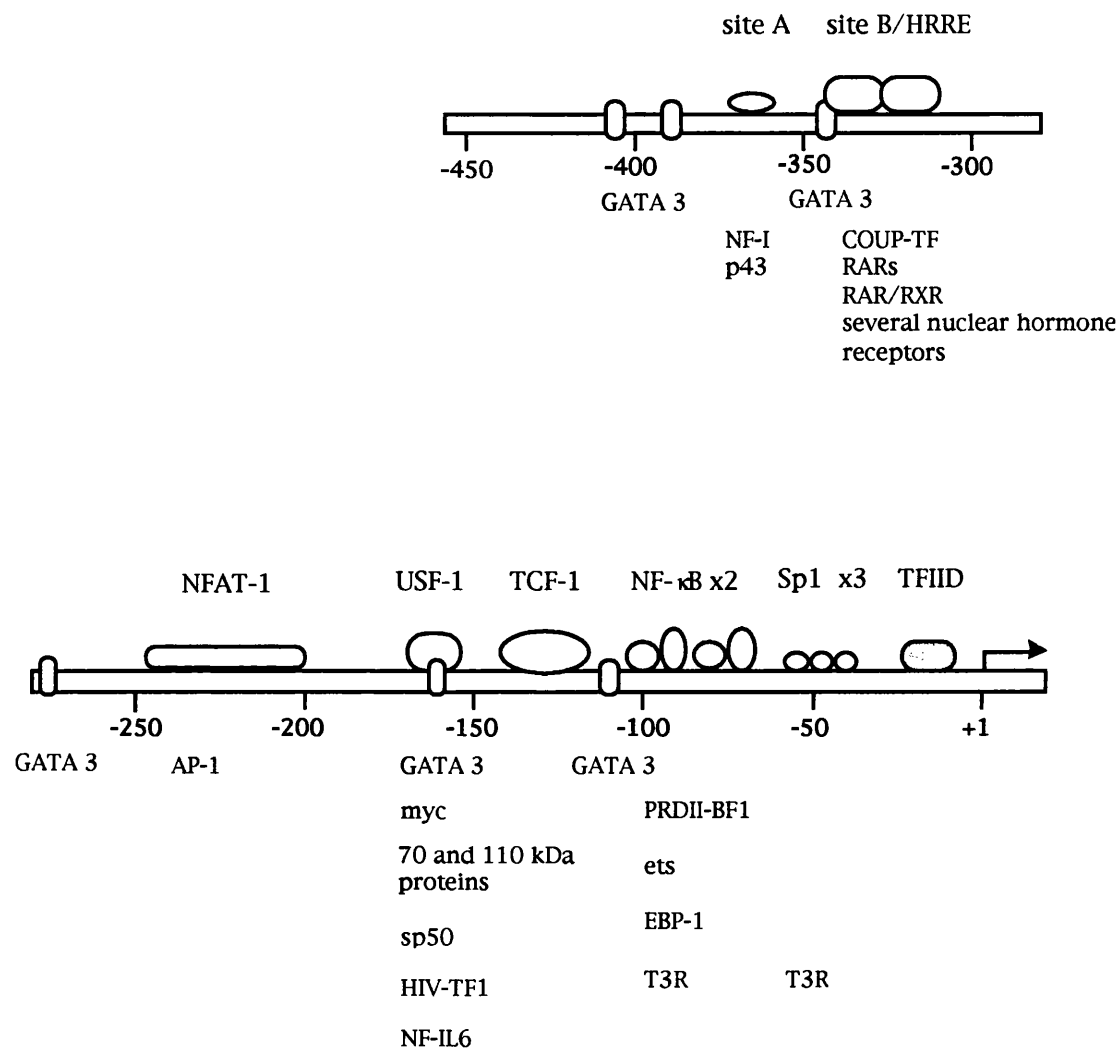 site A site B/HRRE
-450 -400 -350 -300
GATA 3 GATA 3
NF-I COUP-TF
p43 RARs
RAR/RXR
several nuclear hormone
receptors
NFAT-1 USF-1 TCF-1 NF-κB x2 Sp1 x3 TFIID
-250 -200 -150 -100 -50 +1
GATA 3 AP-1 GATA 3 GATA 3
myc PRDII-BF1
70 and 110 kDa
proteins
ets
sp50 EBP-1
HIV-TF1 T3R T3R
NF-IL6